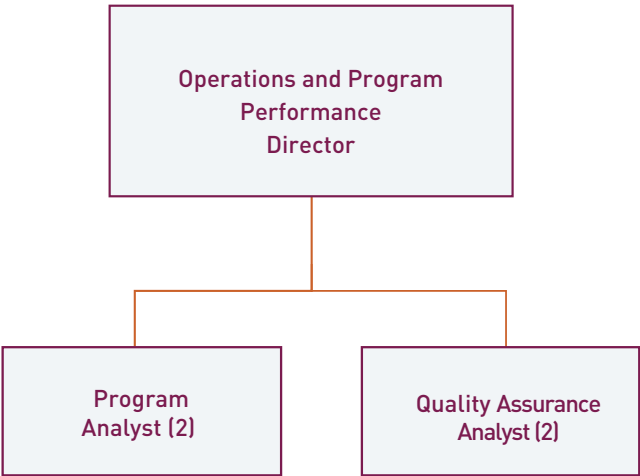 Operations and Program
Performance
Director
Program
Analyst (2)
Quality Assurance
Analyst (2)